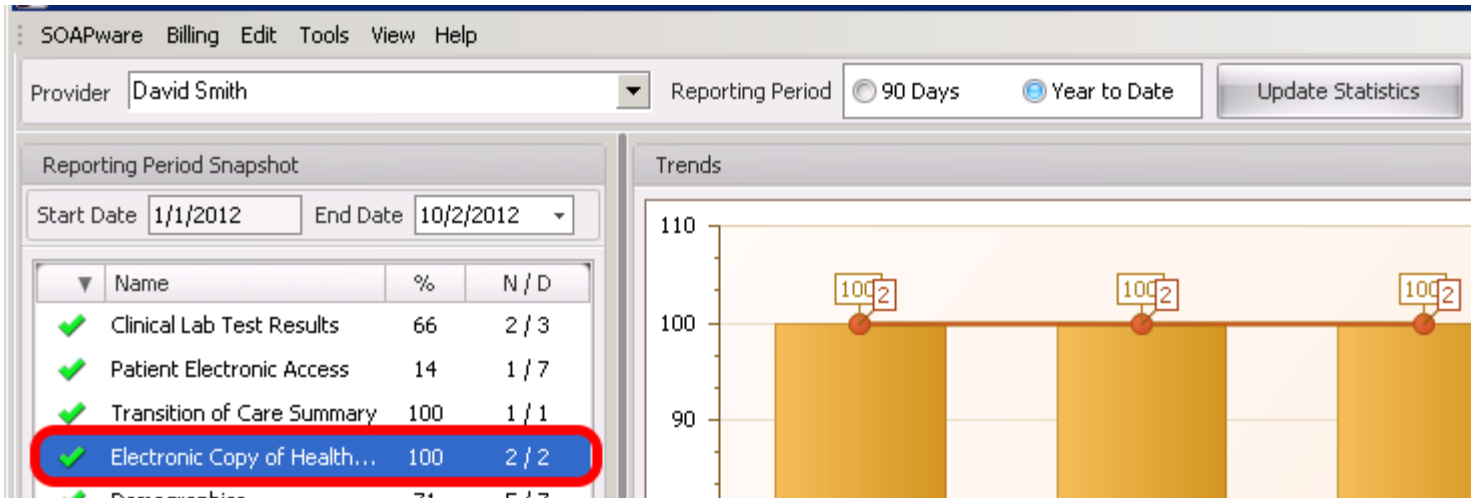 SOAPware Billing Edit Tools View Help
Provider David Smith Reporting Period 90 Days Year to Date Update Statistics
Reporting Period Snapshot
Start Date 1/1/2012 End Date 10/2/2012
Name % N / D
Clinical Lab Test Results 66 2 / 3
Patient Electronic Access 14 1 / 7
Transition of Care Summary 100 1 / 1
Electronic Copy of Health... 100 2 / 2
Trends
110
100 2 100 2 100 2
100
90